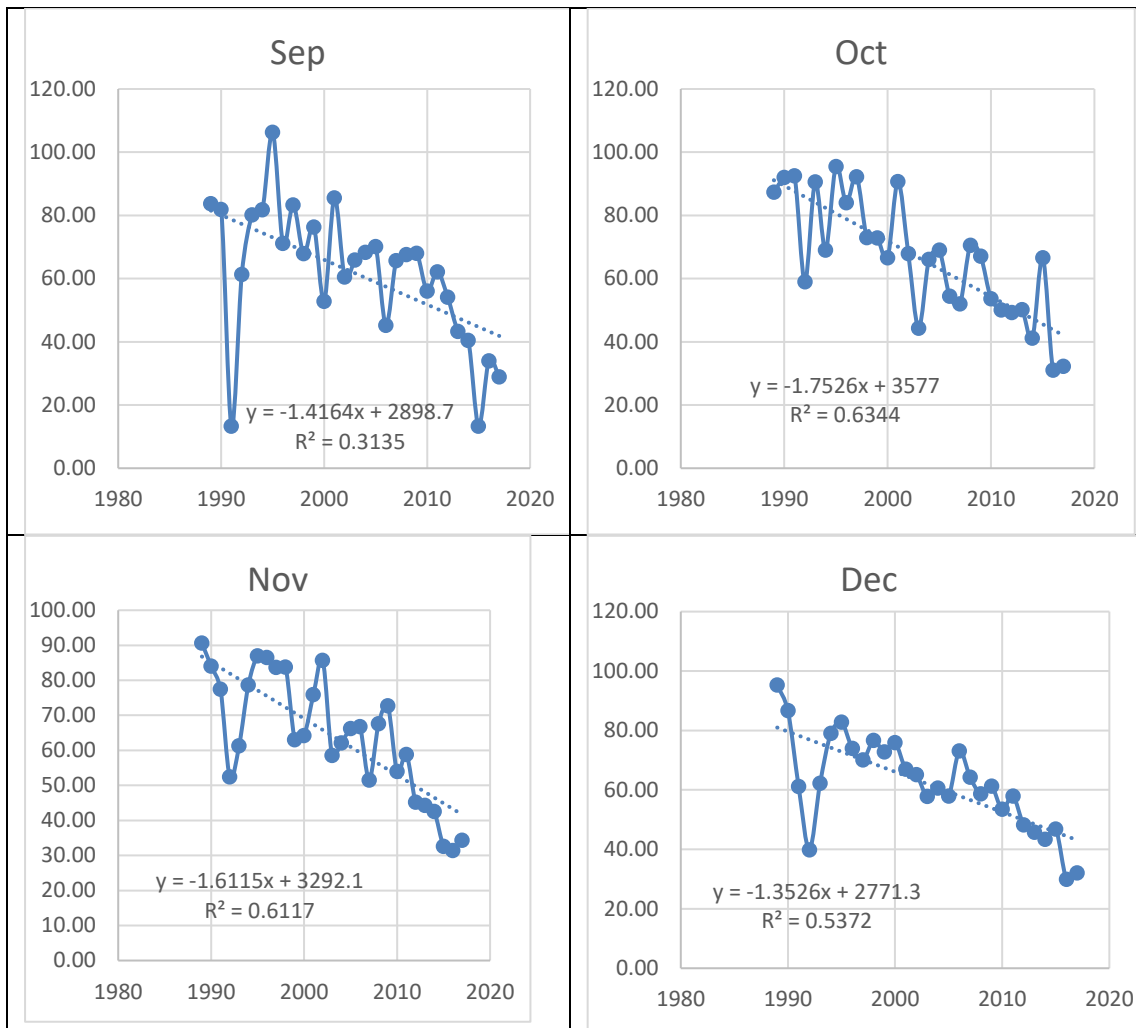 Sep
120.00
100.00
80.00
60.00
40.00
20.00
0.00
y = -1.4164x + 2898.7
R² = 0.3135
1980 1990 2000 2010 2020
Oct
120.00
100.00
80.00
60.00
40.00
20.00
0.00
y = -1.7526x + 3577
R² = 0.6344
1980 1990 2000 2010 2020
Nov
100.00
90.00
80.00
70.00
60.00
50.00
40.00
30.00
20.00
10.00
0.00
y = -1.6115x + 3292.1
R² = 0.6117
1980 1990 2000 2010 2020
Dec
120.00
100.00
80.00
60.00
40.00
20.00
0.00
y = -1.3526x + 2771.3
R² = 0.5372
1980 1990 2000 2010 2020